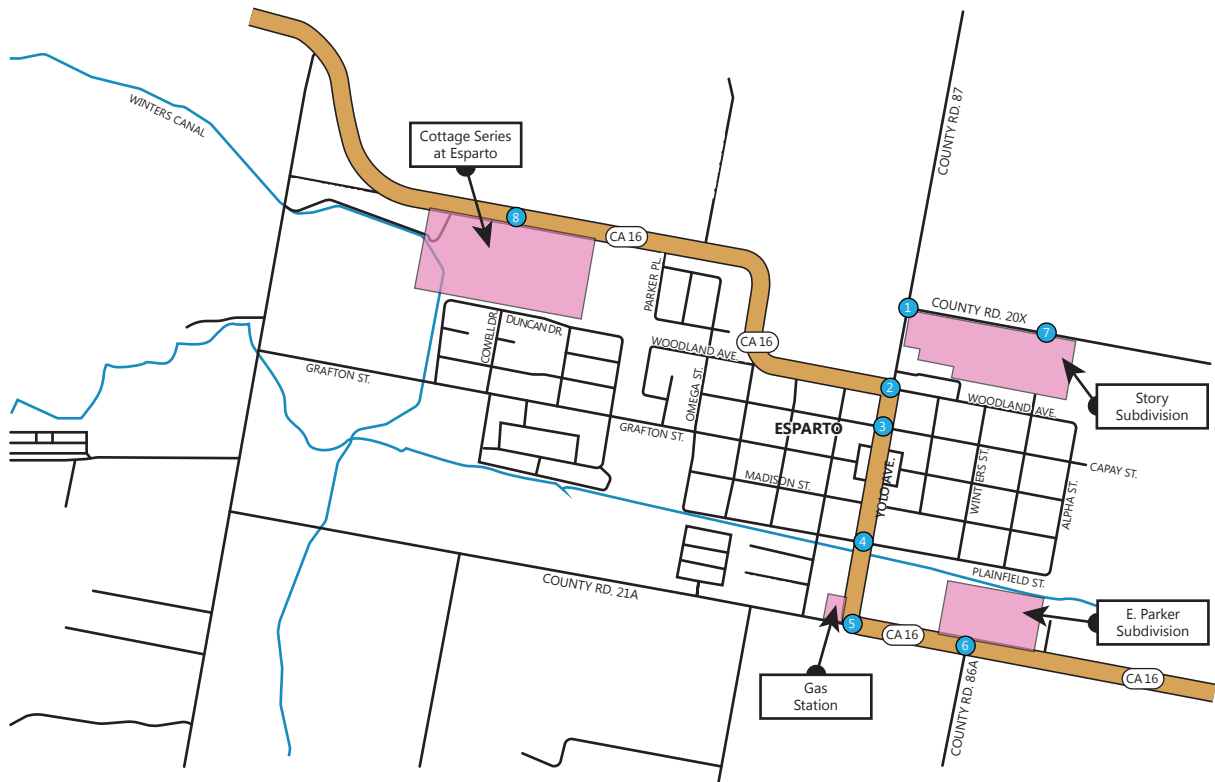 WINTERS CANAL
Cottage Series
at Esparto
COUNTY RD. 87
8
CA 16
PARKER PL.
1
COUNTY RD. 20X
7
CA 16
COWELL DR.
DUNCAN DR.
WOODLAND AVE.
GRAFTON ST.
OMEGA ST.
2
WOODLAND AVE.
Story
Subdivision
GRAFTON ST.
ESPARTO
3
CAPAY ST.
MADISON ST.
YOLO AVE.
WINTERS ST.
ALPHA ST.
4
PLAINFIELD ST.
COUNTY RD. 21A
5
CA 16
6
E. Parker
Subdivision
CA 16
Gas
Station
COUNTY RD. 86A